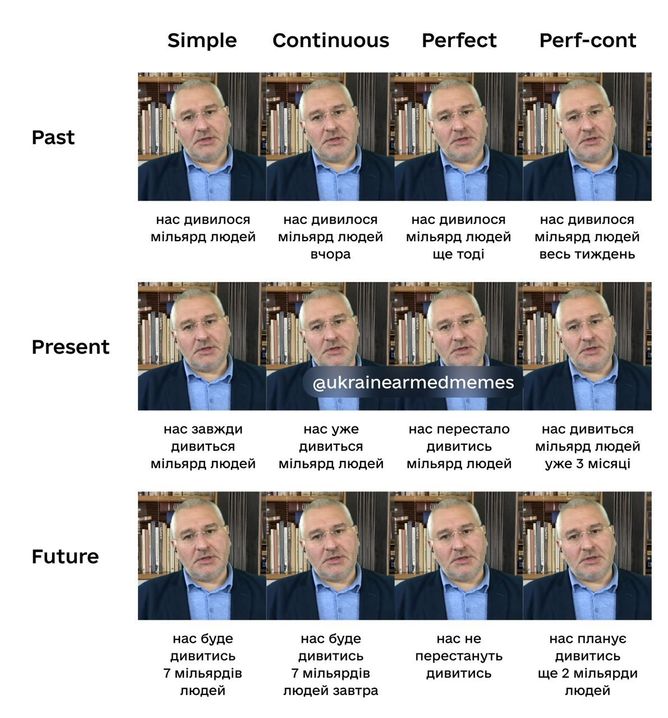 Simple Continuous Perfect Perf-cont
Past
нас дивилося
мільярд людей
нас дивилося
мільярд людей
вчора
нас дивилося
мільярд людей
ще тоді
нас дивилося
мільярд людей
весь тиждень
Present
@ukrainearmedmemes
нас завжди
дивиться
мільярд людей
нас уже
дивиться
мільярд людей
нас перестало
дивитись
мільярд людей
нас дивиться
мільярд людей
уже 3 місяці
Future
нас буде
дивитись
7 мільярдів
людей
нас буде
дивитись
7 мільярдів
людей завтра
нас не
перестануть
дивитись
нас планує
дивитись
ще 2 мільярди
людей